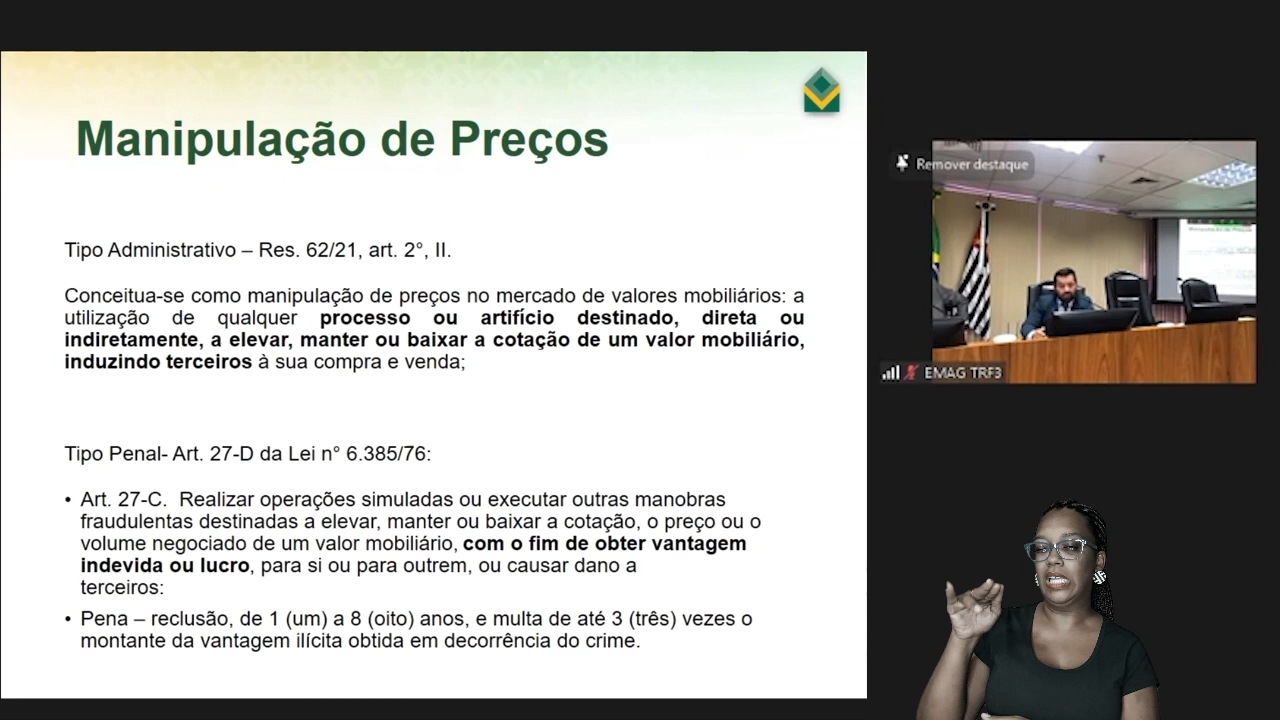 Manipulação de Preços
Tipo Administrativo – Res. 62/21, art. 2°, II.
Conceitua-se como manipulação de preços no mercado de valores mobiliários: a
utilização de qualquer processo ou artifício destinado, direta ou
indiretamente, a elevar, manter ou baixar a cotação de um valor mobiliário,
induzindo terceiros à sua compra e venda;
Tipo Penal- Art. 27-D da Lei n° 6.385/76:
• Art. 27-C. Realizar operações simuladas ou executar outras manobras
fraudulentas destinadas a elevar, manter ou baixar a cotação, o preço ou o
volume negociado de um valor mobiliário, com o fim de obter vantagem
indevida ou lucro, para si ou para outrem, ou causar dano a
terceiros:
• Pena – reclusão, de 1 (um) a 8 (oito) anos, e multa de até 3 (três) vezes o
montante da vantagem ilícita obtida em decorrência do crime.
Remover destaque
Manipulação de Preços
EMAG TRF3